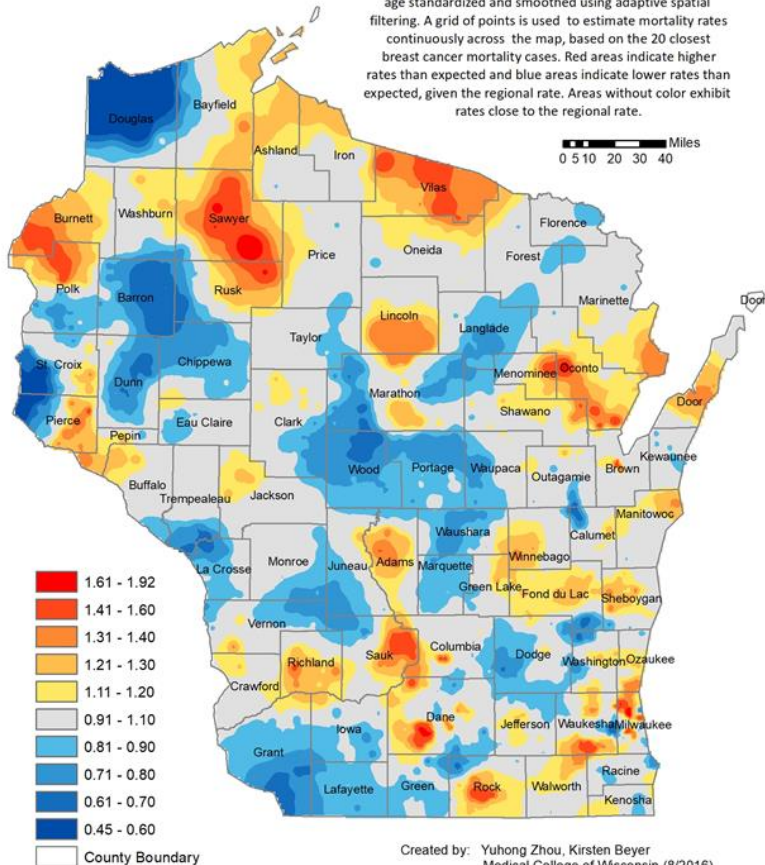 age standardized and smoothed using adaptive spatial
filtering. A grid of points is used to estimate mortality rates
continuously across the map, based on the 20 closest
breast cancer mortality cases. Red areas indicate higher
rates than expected and blue areas indicate lower rates than
expected, given the regional rate. Areas without color exhibit
rates close to the regional rate.
Miles
0 5 10 20 30 40
Douglas
Bayfield
Ashland
Iron
Vilas
Burnett
Washburn
Sawyer
Florence
Price
Oneida
Forest
Polk
Barron
Rusk
Marinette
Door
Lincoln
Taylor
Langlade
St. Croix
Chippewa
Dunn
Menominee
Oconto
Marathon
Door
Pierce
Clark
Shawano
Eau Claire
Pepin
Kewaunee
Wood
Portage
Waupaca
Outagamie
Brown
Buffalo
Trempealeau
Jackson
Manitowoc
Waushara
Calumet
La Crosse
Monroe
Juneau
Adams
Marquette
Winnebago
Green Lake
Fond du Lac
Sheboygan
Vernon
Columbia
Sauk
Dodge
Washington
Ozaukee
Richland
Crawford
Dane
Jefferson
Waukesha
Milwaukee
Iowa
Grant
Lafayette
Green
Rock
Walworth
Racine
Kenosha
1.61 - 1.92
1.41 - 1.60
1.31 - 1.40
1.21 - 1.30
1.11 - 1.20
0.91 - 1.10
0.81 - 0.90
0.71 - 0.80
0.61 - 0.70
0.45 - 0.60
County Boundary
Created by: Yuhong Zhou, Kirsten Beyer
Medical College of Wisconsin (8/2016)